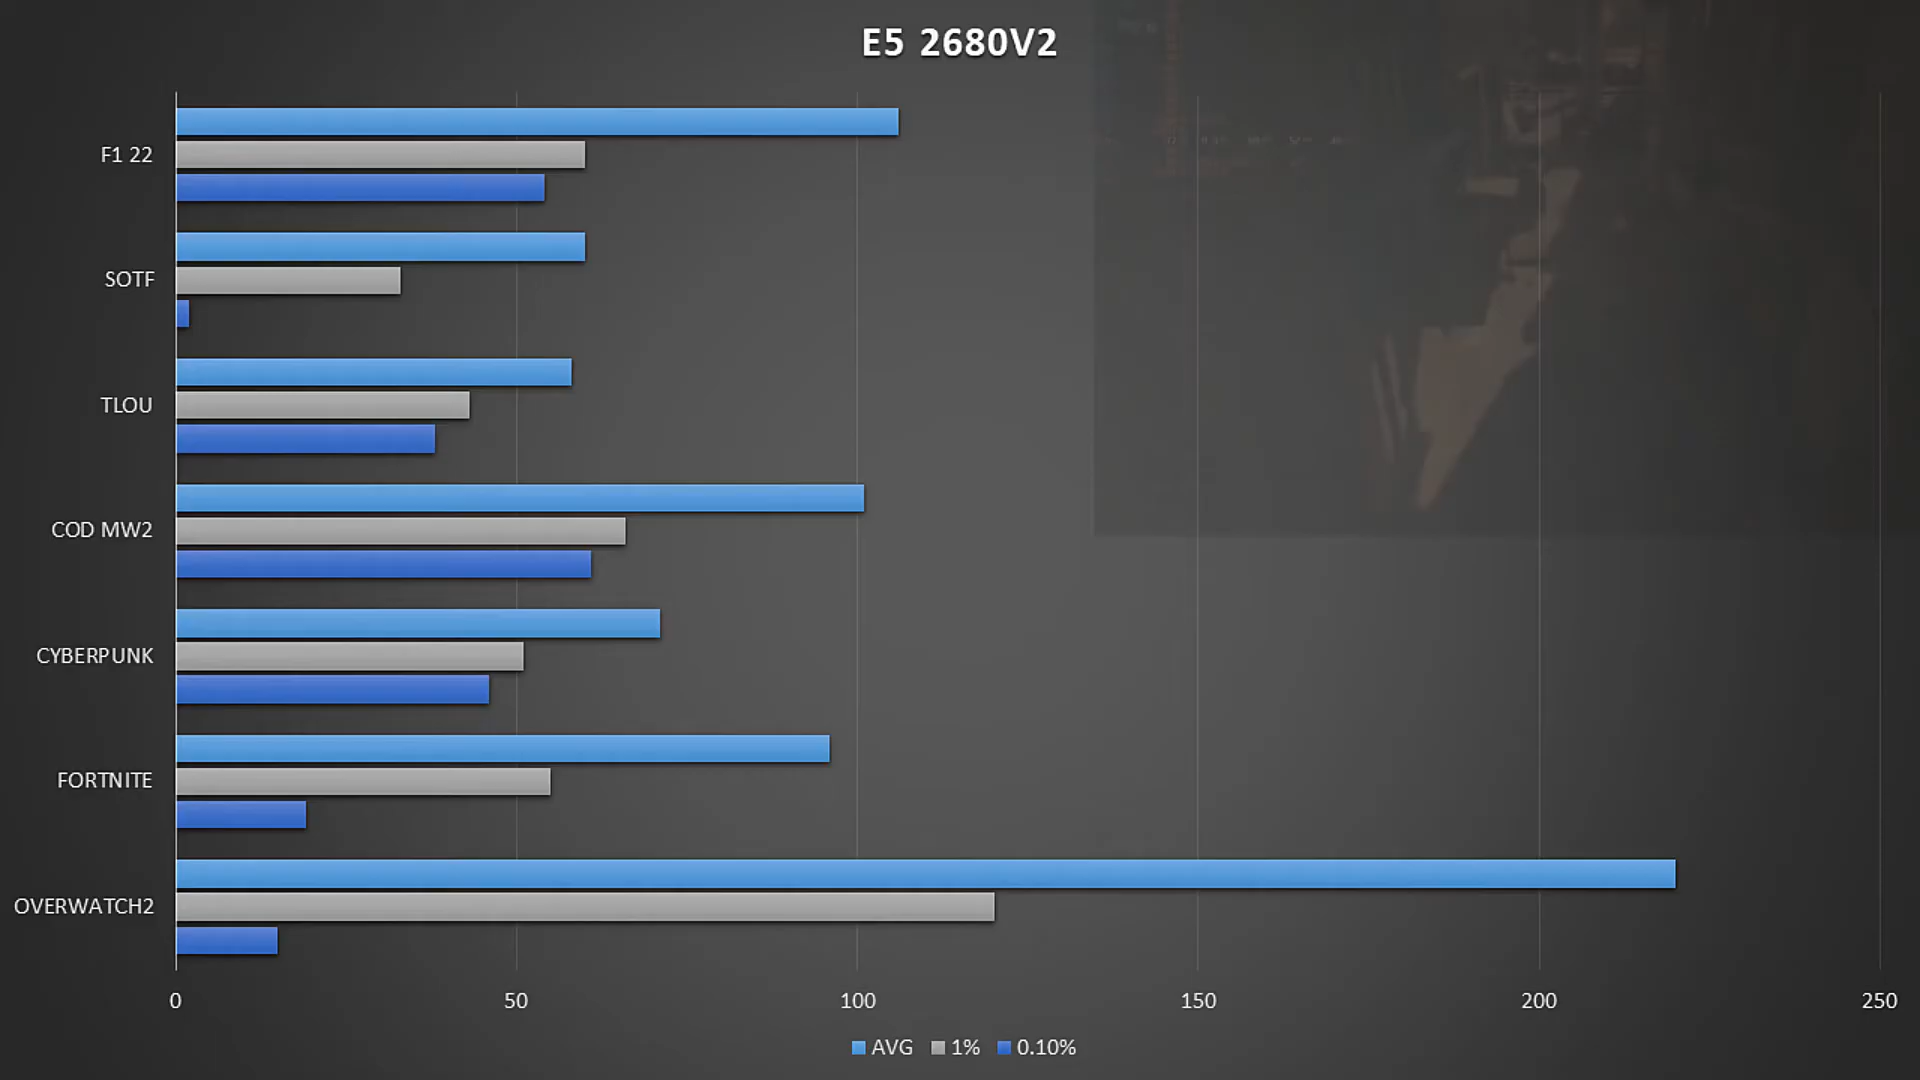 E5 2680V2
F1 22
SOTF
TLOU
COD MW2
CYBERPUNK
FORTNITE
OVERWATCH2
0 50 100 150 200 250
AVG 1% 0.10%